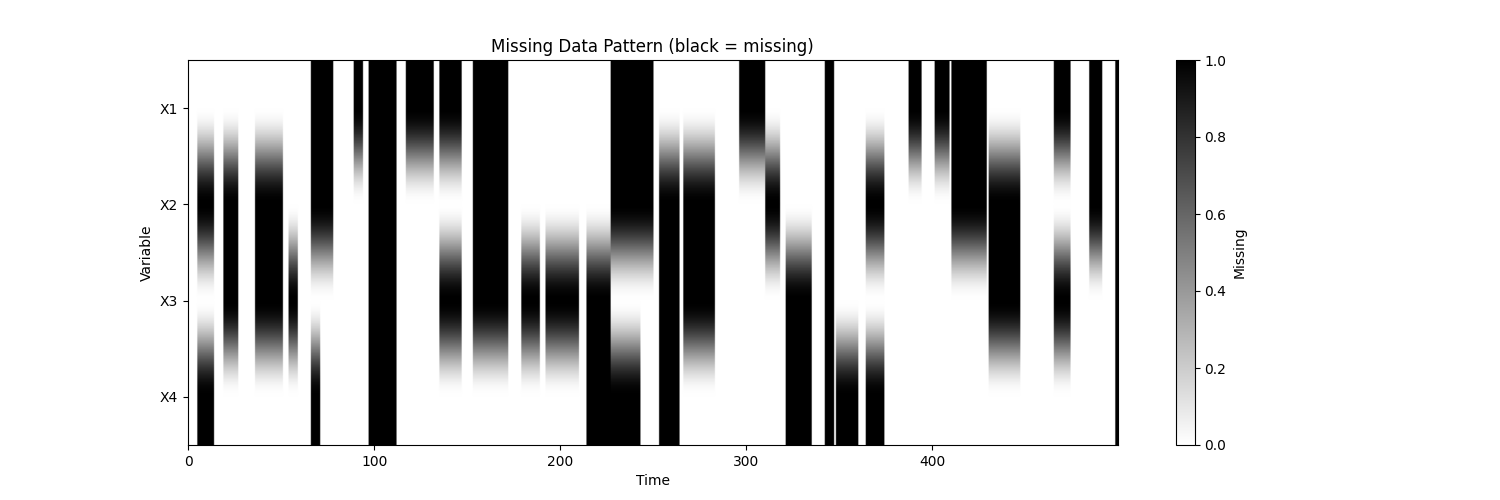 Missing Data Pattern (black = missing)
X1
X2
X3
X4
Variable
0 100 200 300 400
Time
1.0
0.8
0.6
0.4
0.2
0.0
Missing